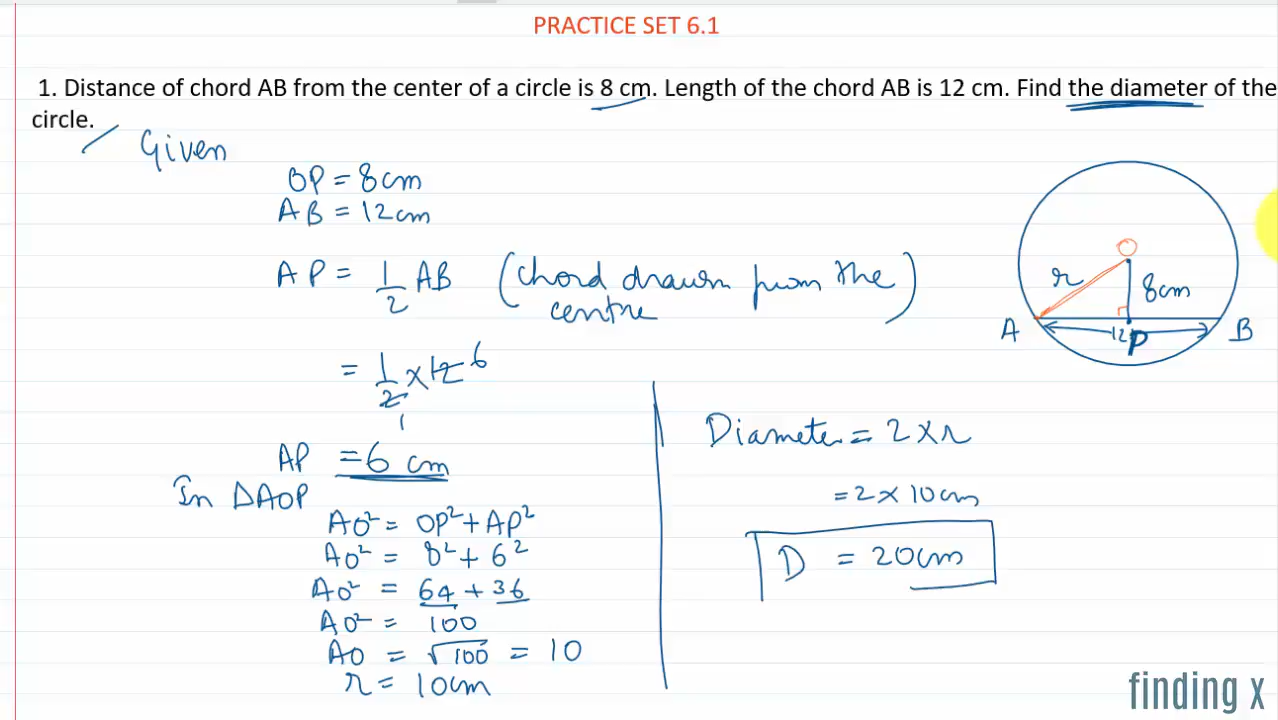 PRACTICE SET 6.1
1. Distance of chord AB from the center of a circle is 8 cm. Length of the chord AB is 12 cm. Find the diameter of the
circle.
Given
OP = 8cm
AB = 12cm
AP = 1/2 AB (chord drawn from the
centre)
= 1/2 × 12 6
1
AP = 6 cm
In ΔAOP
AO² = OP² + AP²
AO² = 8² + 6²
AO² = 64 + 36
AO² = 100
AO = √100 = 10
r = 10cm
Diameter = 2 × r
= 2 × 10cm
D = 20cm
O
r
8cm
A
12
P
B
finding x